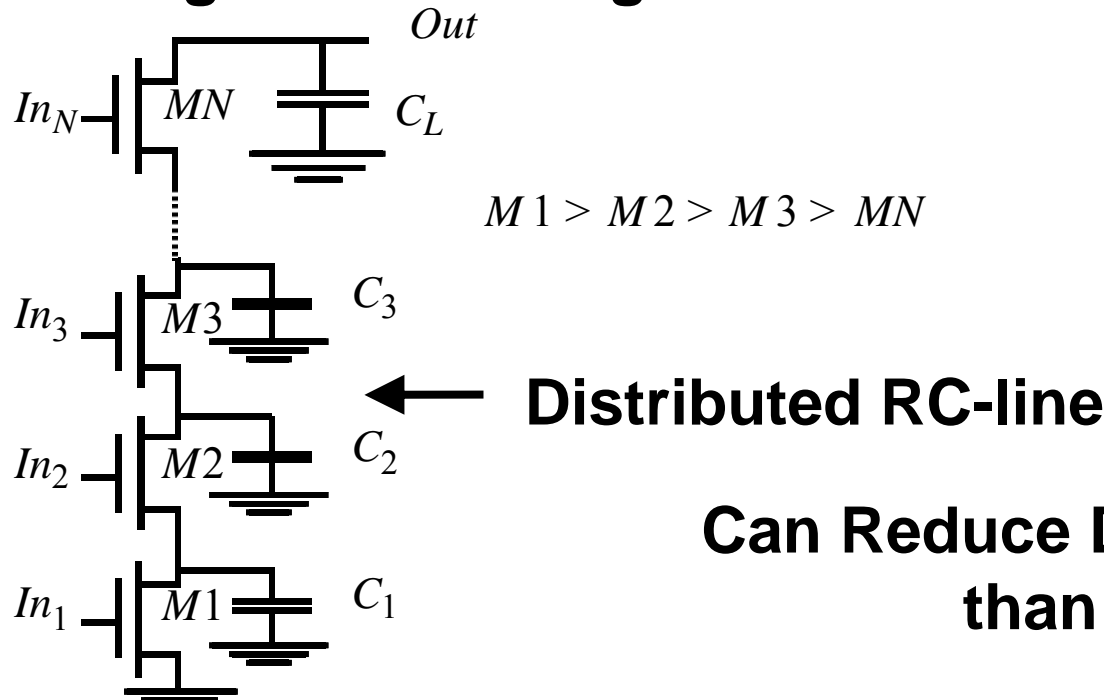 Out
In_N
MN
C_L
M1 > M2 > M3 > MN
In_3
M3
C_3
Distributed RC-line
In_2
M2
C_2
Can Reduce
than
In_1
M1
C_1